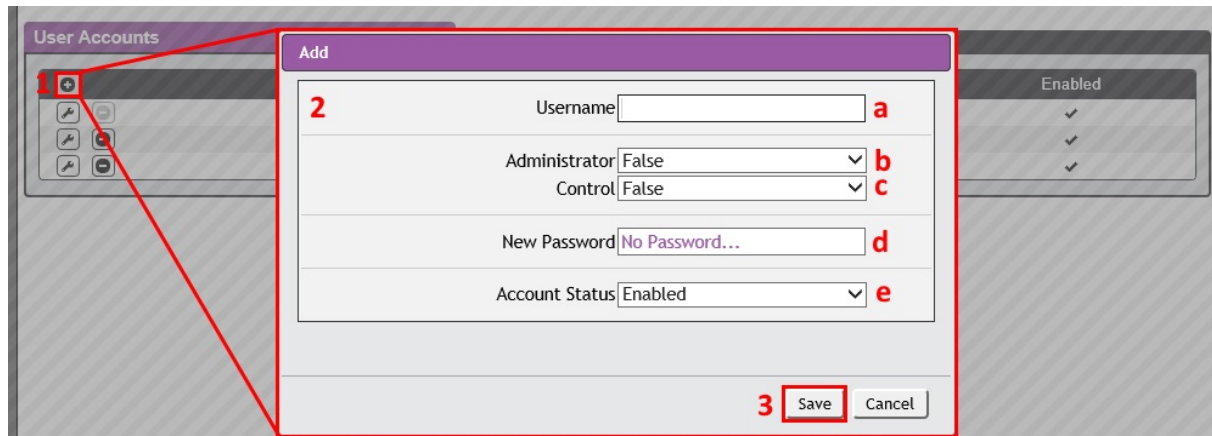 User Accounts
Add
1
Enabled
2 Username a
Administrator False b
Control False c
New Password No Password... d
Account Status Enabled e
3 Save Cancel